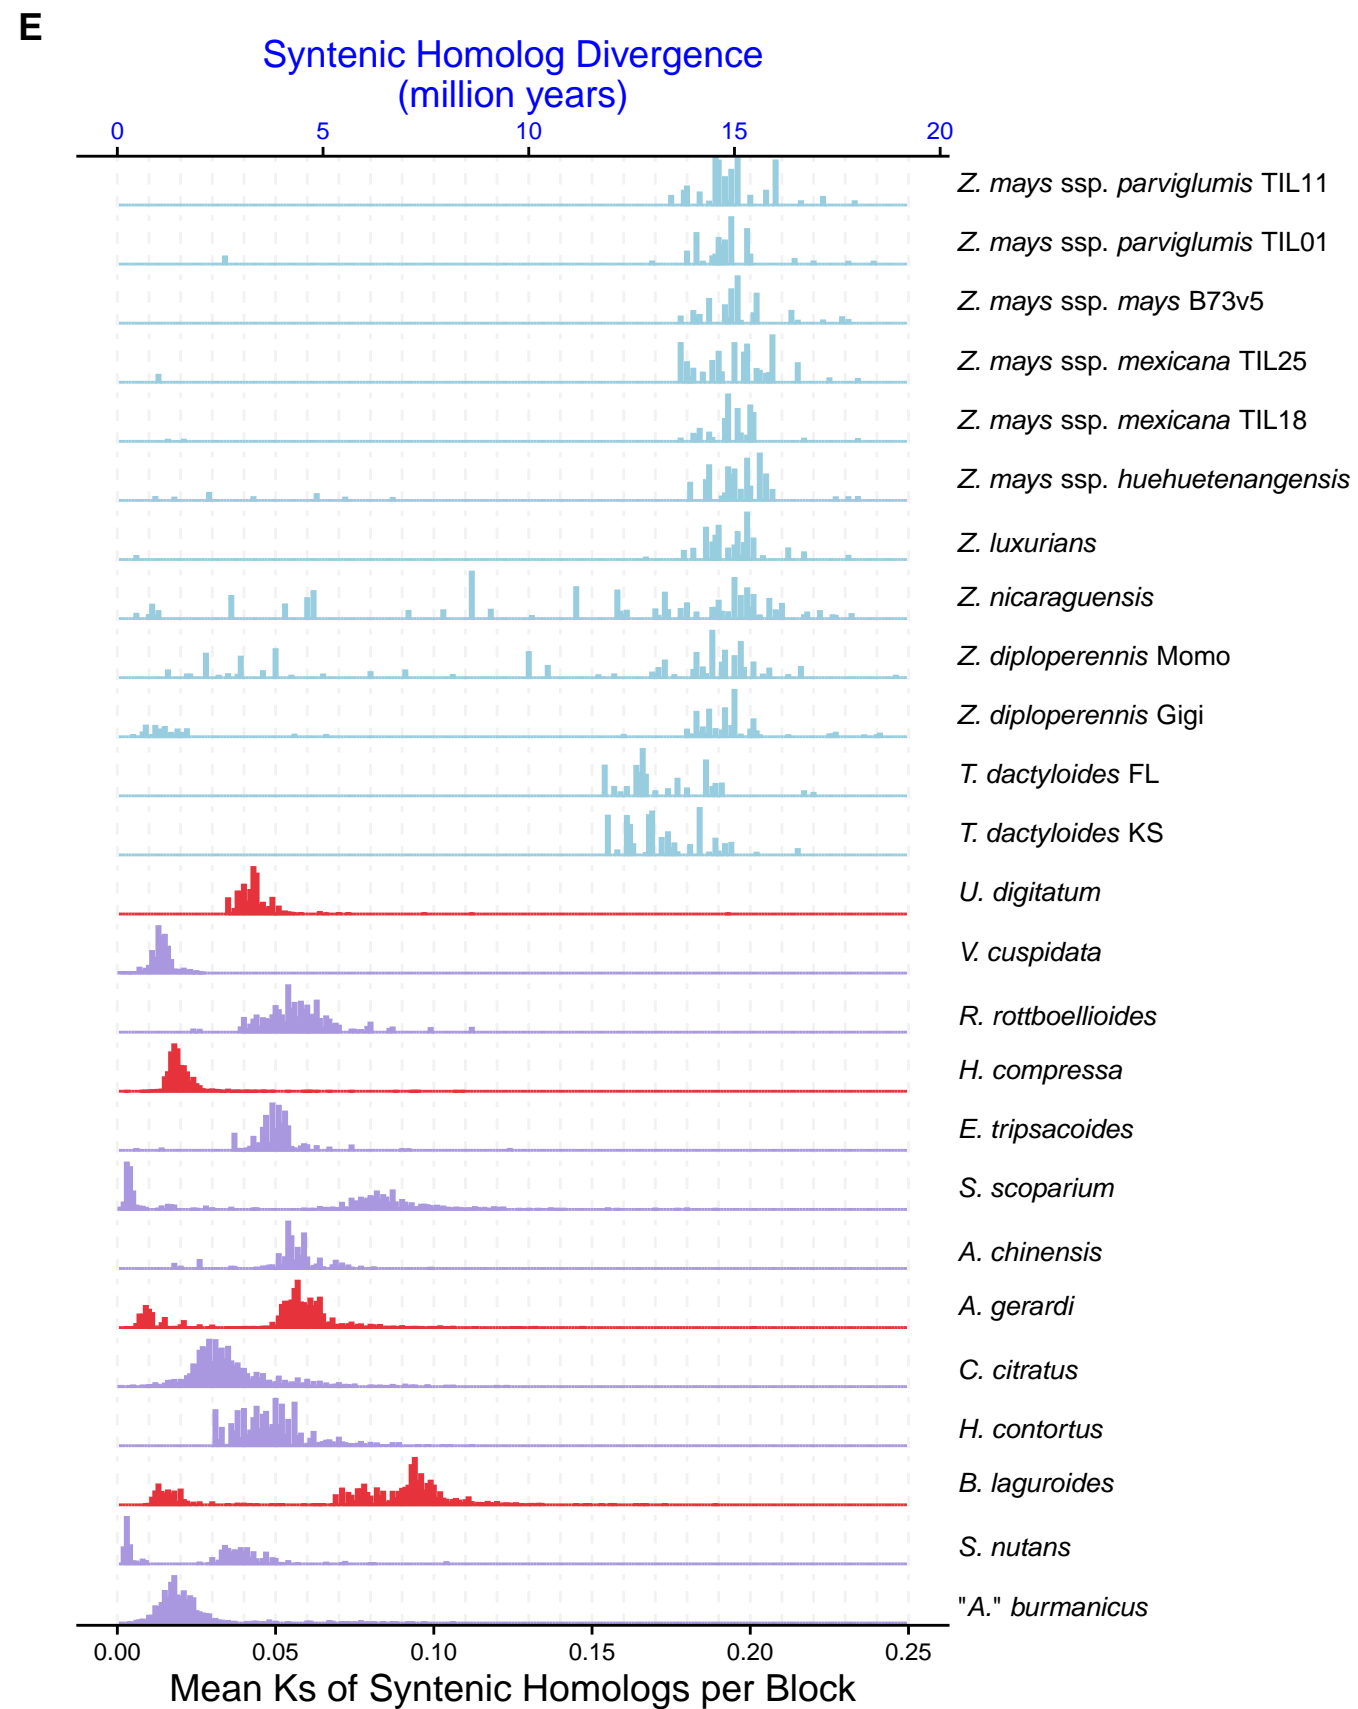 E
Syntenic Homolog Divergence
(million years)
0 5 10 15 20
Z. mays ssp. parviglumis TIL11
Z. mays ssp. parviglumis TIL01
Z. mays ssp. mays B73v5
Z. mays ssp. mexicana TIL25
Z. mays ssp. mexicana TIL18
Z. mays ssp. huehuetenangensis
Z. luxurians
Z. nicaraguensis
Z. diploperennis Momo
Z. diploperennis Gigi
T. dactyloides FL
T. dactyloides KS
U. digitatum
V. cuspidata
R. rottboellioides
H. compressa
E. tripsacoides
S. scoparium
A. chinensis
A. gerardi
C. citratus
H. contortus
B. laguroides
S. nutans
"A." burmanicus
0.00 0.05 0.10 0.15 0.20 0.25
Mean Ks of Syntenic Homologs per Block